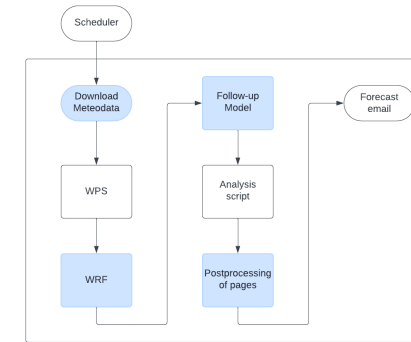 Scheduler
Download
Meteodata
WPS
WRF
Follow-up
Model
Analysis
script
Postprocessing
of pages
Forecast
email